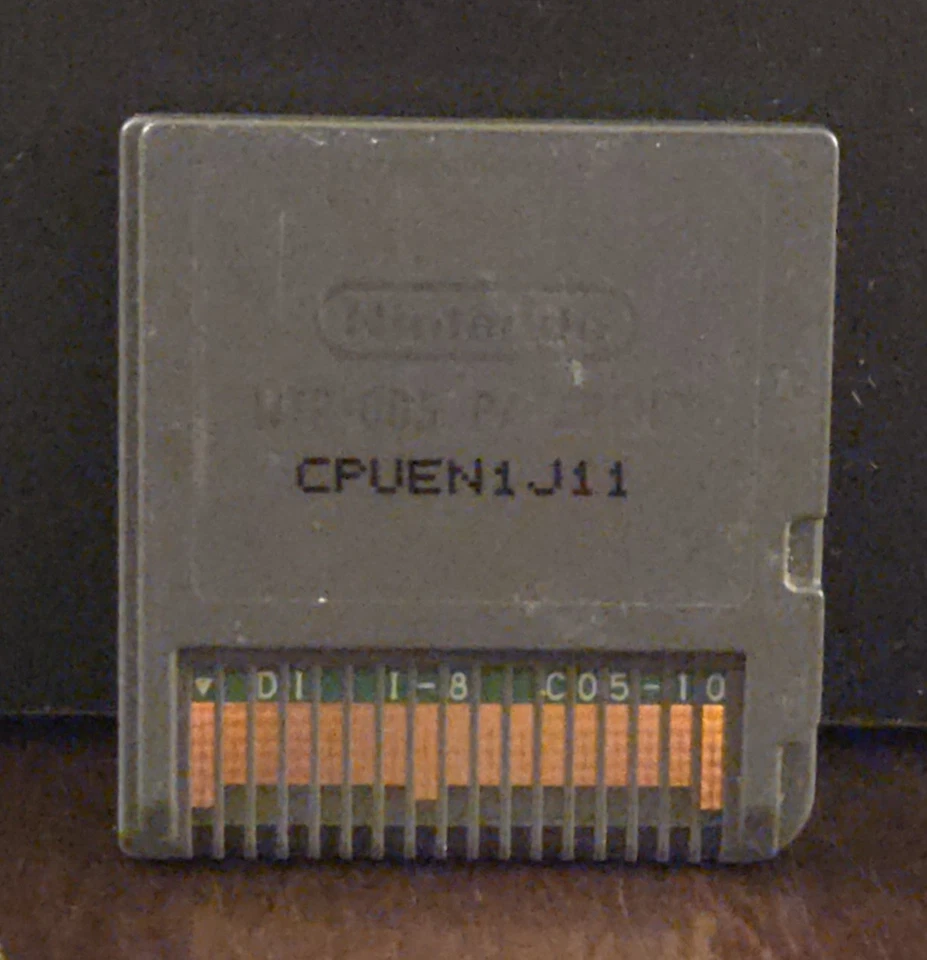 Nintendo
CPUEN1J11
▼ DI I-8 C05-10